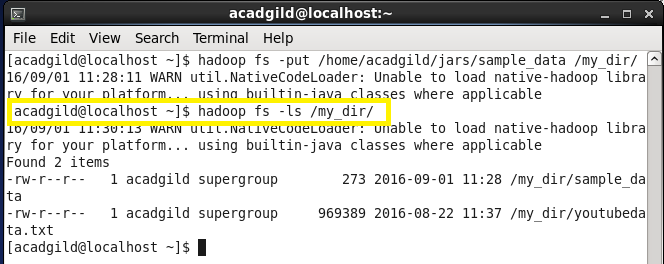 acadgild@localhost:~
File Edit View Search Terminal Help
[acadgild@localhost ~]$ hadoop fs -put /home/acadgild/jars/sample_data /my_dir/
16/09/01 11:28:11 WARN util.NativeCodeLoader: Unable to load native-hadoop libra
ry for your platform... using builtin-java classes where applicable
acadgild@localhost ~]$ hadoop fs -ls /my_dir/
16/09/01 11:30:13 WARN util.NativeCodeLoader: Unable to load native-hadoop libra
ry for your platform... using builtin-java classes where applicable
Found 2 items
-rw-r--r--   1 acadgild supergroup        273 2016-09-01 11:28 /my_dir/sample_da
ta
-rw-r--r--   1 acadgild supergroup     969389 2016-08-22 11:37 /my_dir/youtubeda
ta.txt
[acadgild@localhost ~]$